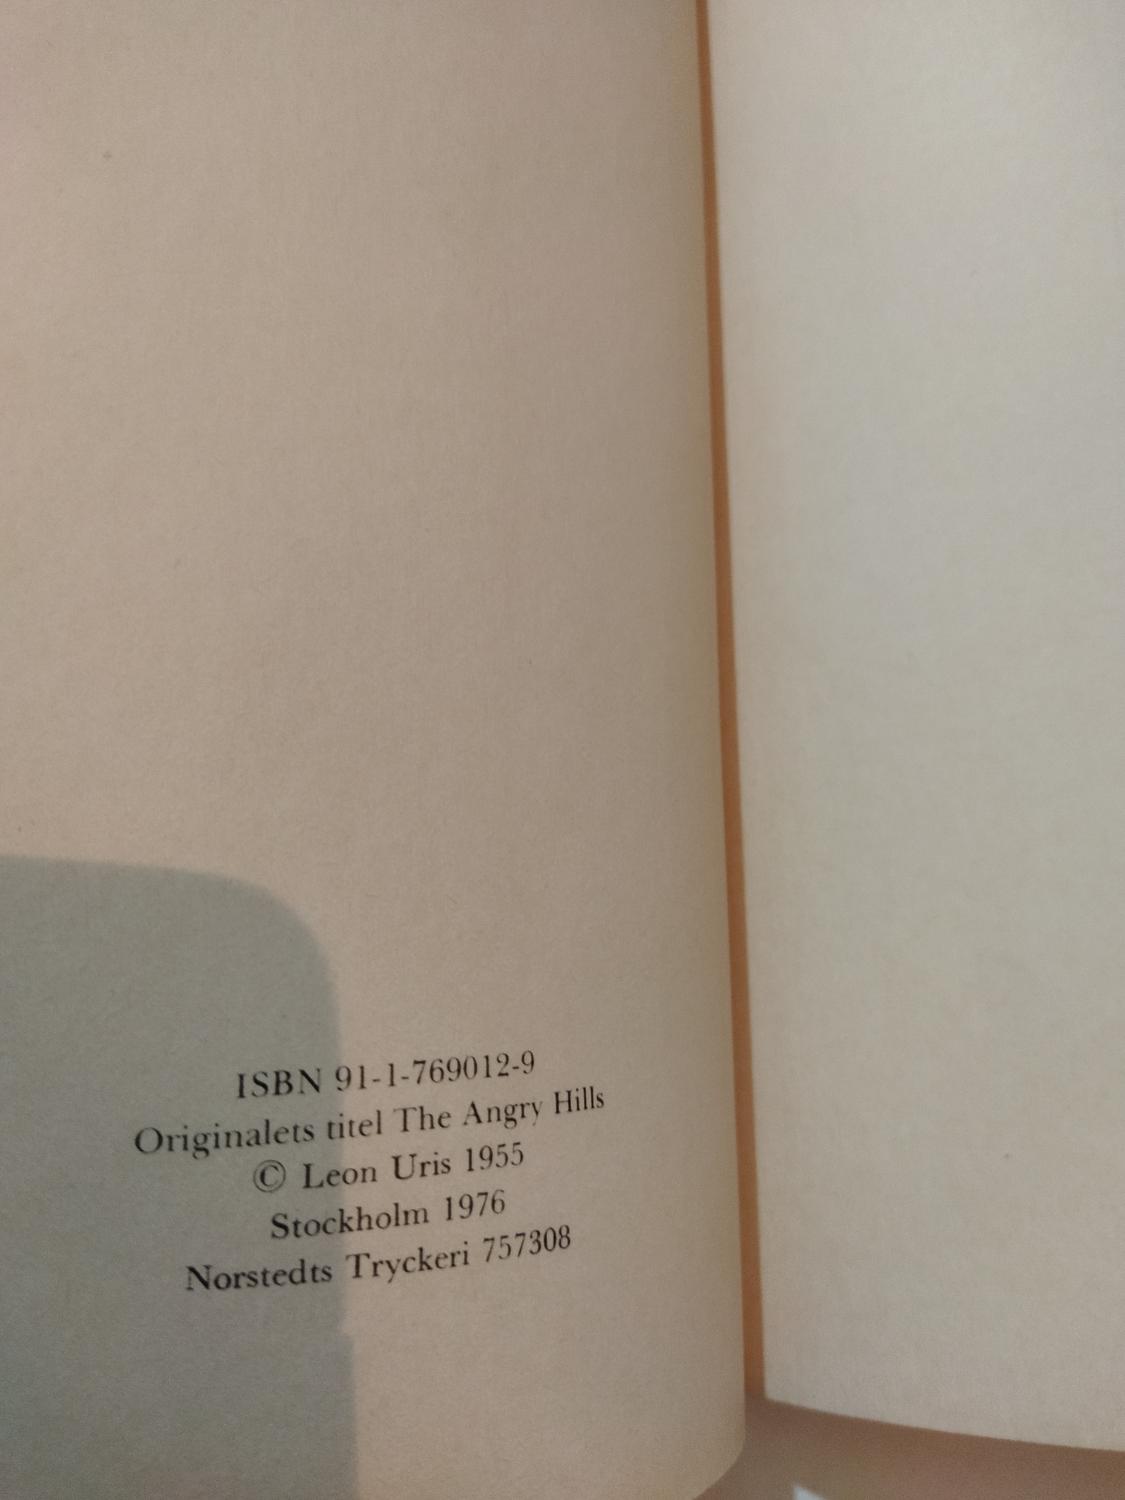 ISBN 91-1-769012-9
Originalets titel The Angry Hills
© Leon Uris 1955
Stockholm 1976
Norstedts Tryckeri 757308